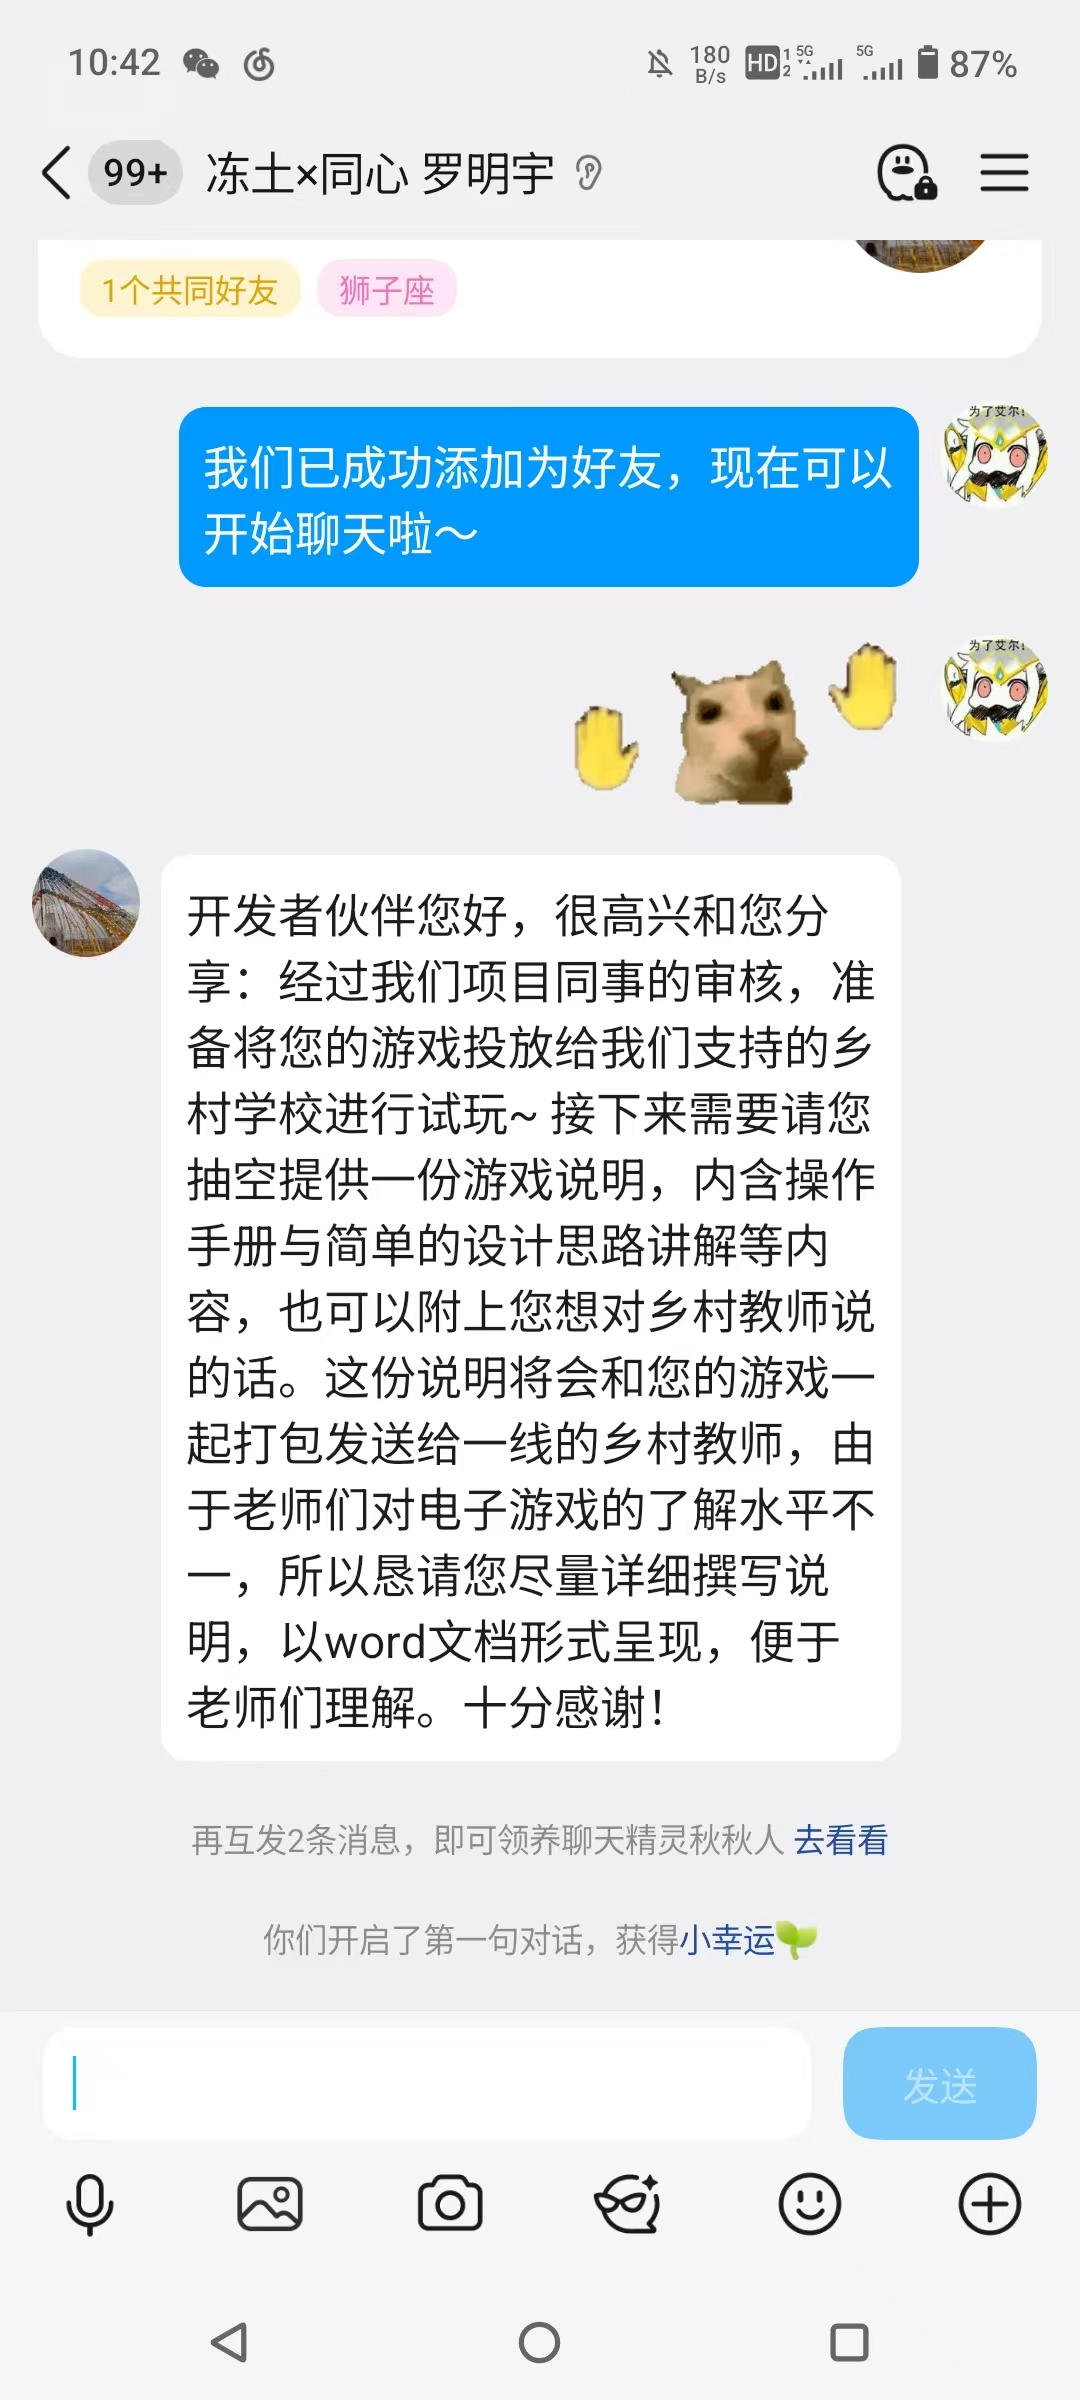 10:42
180 B/s HD 1 2 5G 5G 87%
99+ 冻土×同心 罗明宇
1个共同好友 狮子座
为了艾尔!
我们已成功添加为好友，现在可以
开始聊天啦～
为了艾尔!
开发者伙伴您好，很高兴和您分
享：经过我们项目同事的审核，准
备将您的游戏投放给我们支持的乡
村学校进行试玩~ 接下来需要请您
抽空提供一份游戏说明，内含操作
手册与简单的设计思路讲解等内
容，也可以附上您想对乡村教师说
的话。这份说明将会和您的游戏一
起打包发送给一线的乡村教师，由
于老师们对电子游戏的了解水平不
一，所以恳请您尽量详细撰写说
明，以word文档形式呈现，便于
老师们理解。十分感谢！
再互发2条消息，即可领养聊天精灵秋秋人 去看看
你们开启了第一句对话，获得小幸运
发送